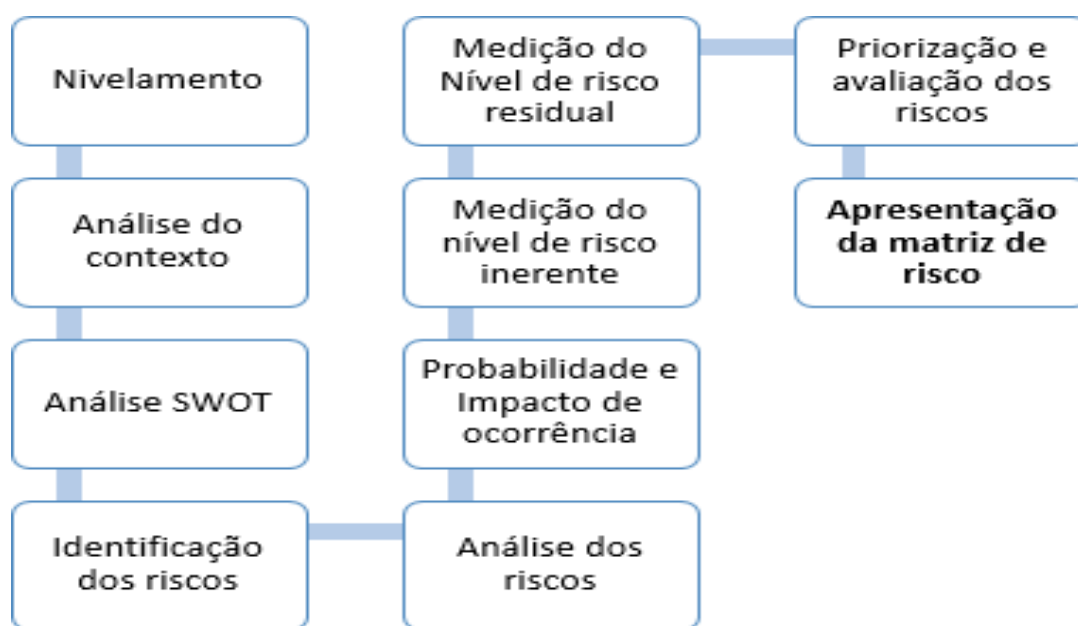 Nivelamento
Análise do
contexto
Análise SWOT
Identificação
dos riscos
Análise dos
riscos
Probabilidade e
Impacto de
ocorrência
Medição do
nível de risco
inerente
Medição do
Nível de risco
residual
Priorização e
avaliação dos
riscos
Apresentação
da matriz de
risco